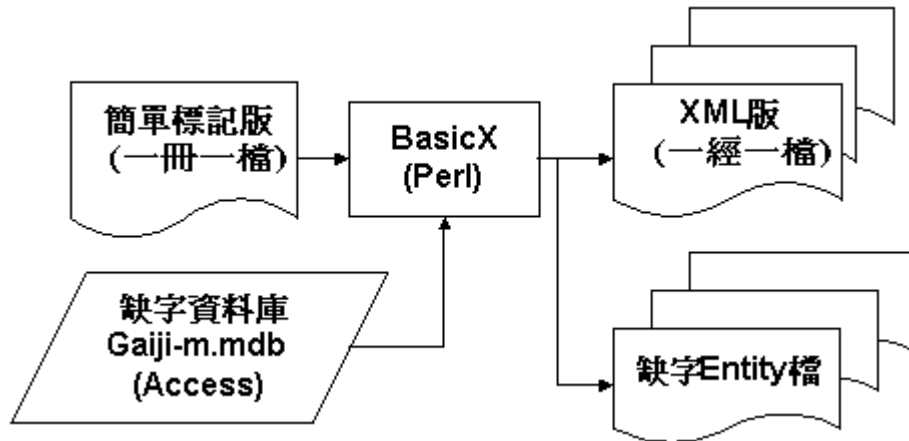 簡單標記版
(一冊一檔)
BasicX
(Perl)
XML版
(一經一檔)
缺字資料庫
Gaiji-m.mdb
(Access)
缺字Entity檔